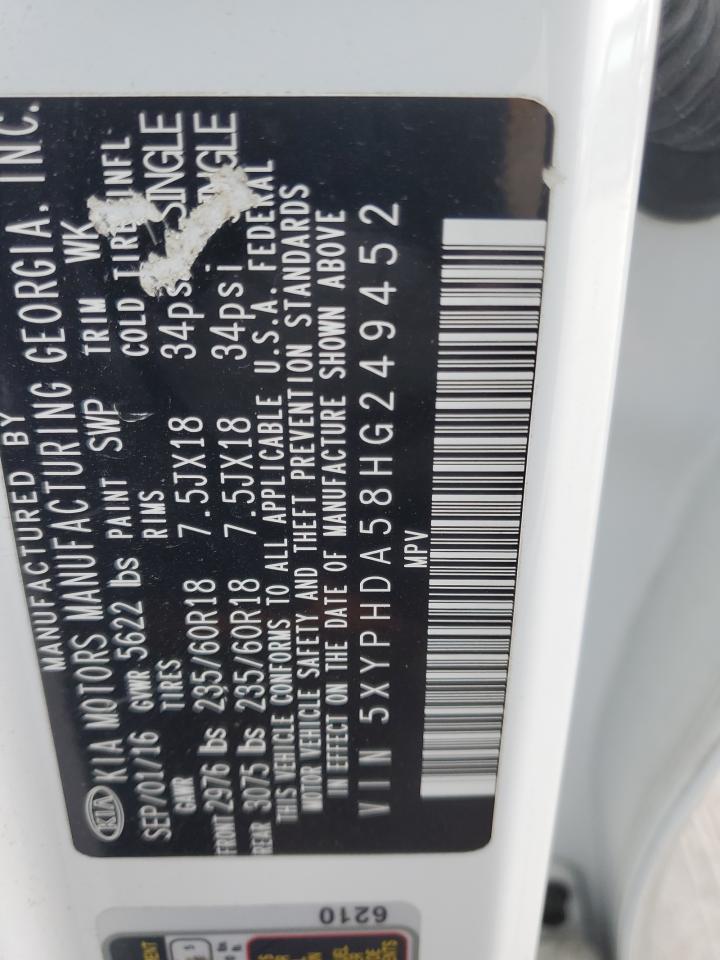 MANUFACTURED BY
KIA KIA MOTORS MANUFACTURING GEORGIA, INC.
SEP/01/16 GVWR 5622 lbs PAINT SWP TRIM WK
GAWR TIRES RIMS COLD TIRE INFL
FRONT 2976 lbs 235/60R18 7.5JX18 34psi SINGLE
REAR 3075 lbs 235/60R18 7.5JX18 34psi SINGLE
THIS VEHICLE CONFORMS TO ALL APPLICABLE U.S.A. FEDERAL
MOTOR VEHICLE SAFETY AND THEFT PREVENTION STANDARDS
IN EFFECT ON THE DATE OF MANUFACTURE SHOWN ABOVE
VIN 5XYPHDA58HG249452
MPV
6210